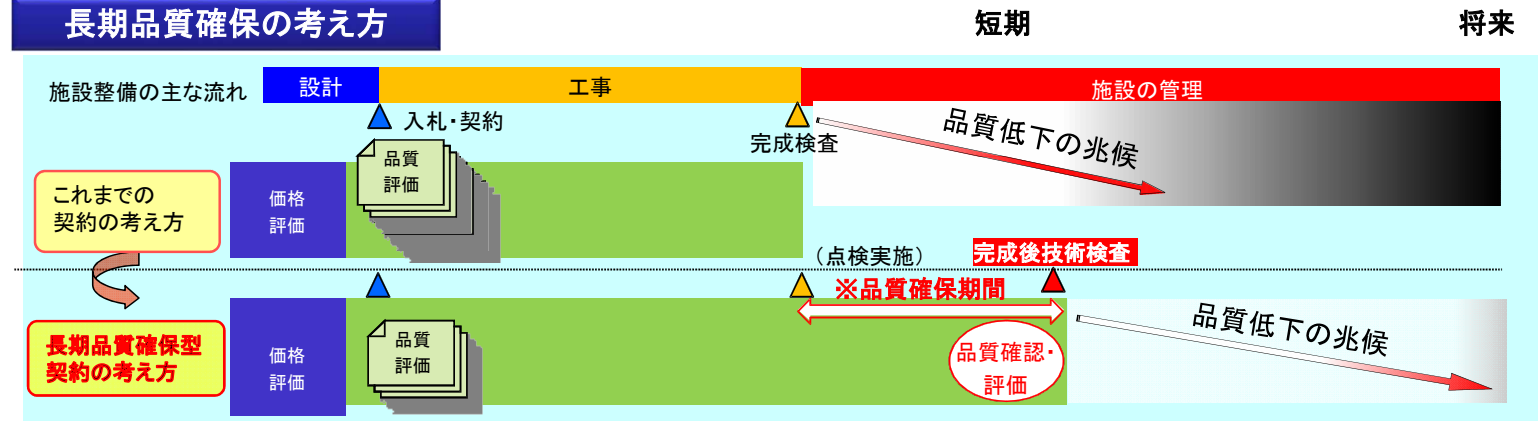 長期品質確保の考え方
短期
将来
施設整備の主な流れ
設計
工事
施設の管理
入札・契約
完成検査
品質低下の兆候
これまでの
契約の考え方
価格
評価
品質
評価
（点検実施）
完成後技術検査
※品質確保期間
長期品質確保型
契約の考え方
価格
評価
品質
評価
品質確認・
評価
品質低下の兆候